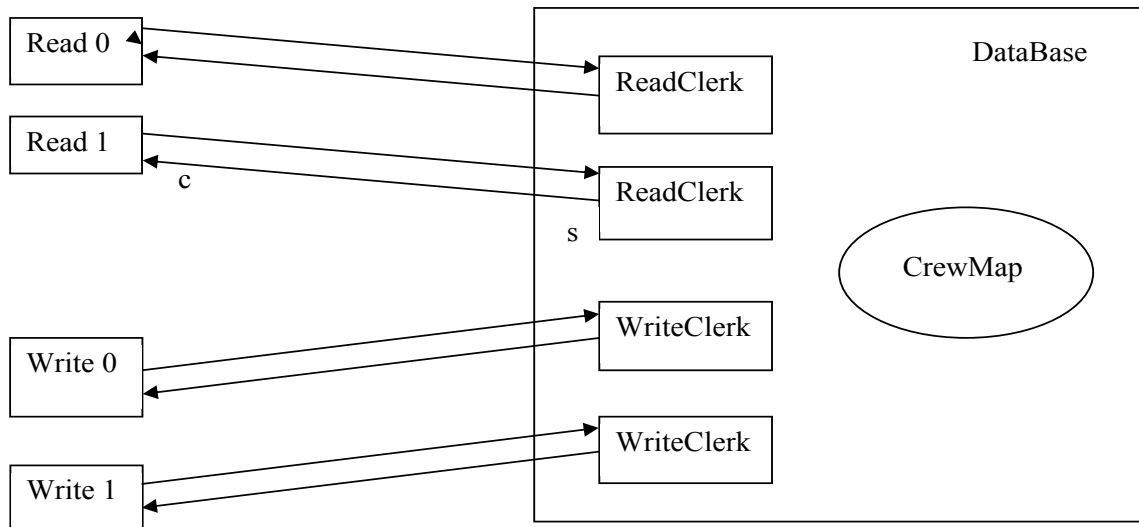 Read 0
DataBase
ReadClerk
Read 1
c
ReadClerk
s
CrewMap
WriteClerk
Write 0
WriteClerk
Write 1